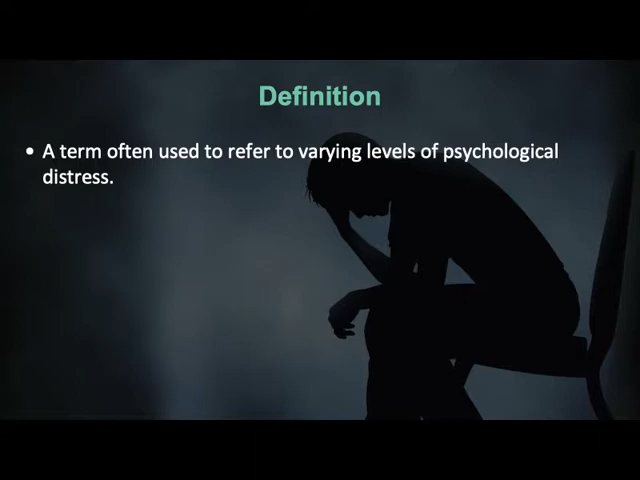 Definition
• A term often used to refer to varying levels of psychological
distress.